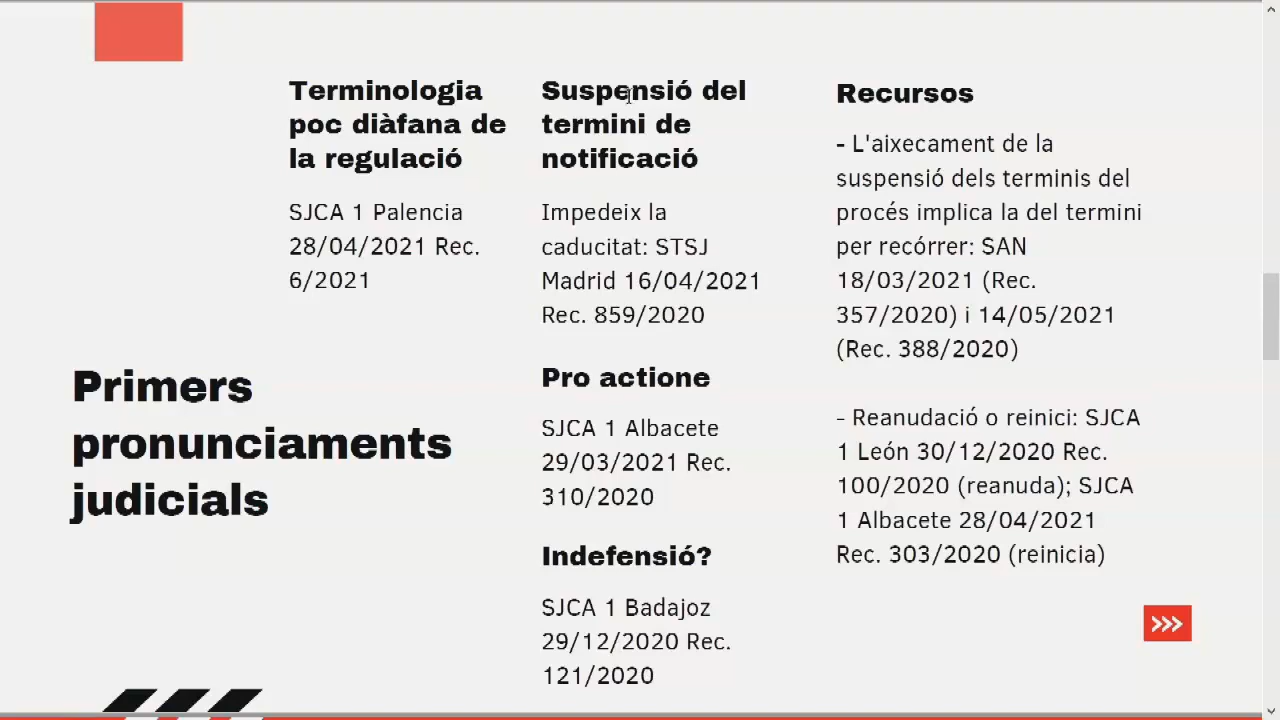 Primers
pronunciaments
judicials
Terminologia
poc diàfana de
la regulació
SJCA 1 Palencia
28/04/2021 Rec.
6/2021
Suspensió del
termini de
notificació
Impedeix la
caducitat: STSJ
Madrid 16/04/2021
Rec. 859/2020
Pro actione
SJCA 1 Albacete
29/03/2021 Rec.
310/2020
Indefensió?
SJCA 1 Badajoz
29/12/2020 Rec.
121/2020
Recursos
- L'aixecament de la
suspensió dels terminis del
procés implica la del termini
per recórrer: SAN
18/03/2021 (Rec.
357/2020) i 14/05/2021
(Rec. 388/2020)
- Reanudació o reinici: SJCA
1 León 30/12/2020 Rec.
100/2020 (reanuda); SJCA
1 Albacete 28/04/2021
Rec. 303/2020 (reinicia)